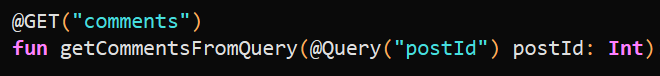 @GET("comments")
fun getCommentsFromQuery(@Query("postId") postId: Int)